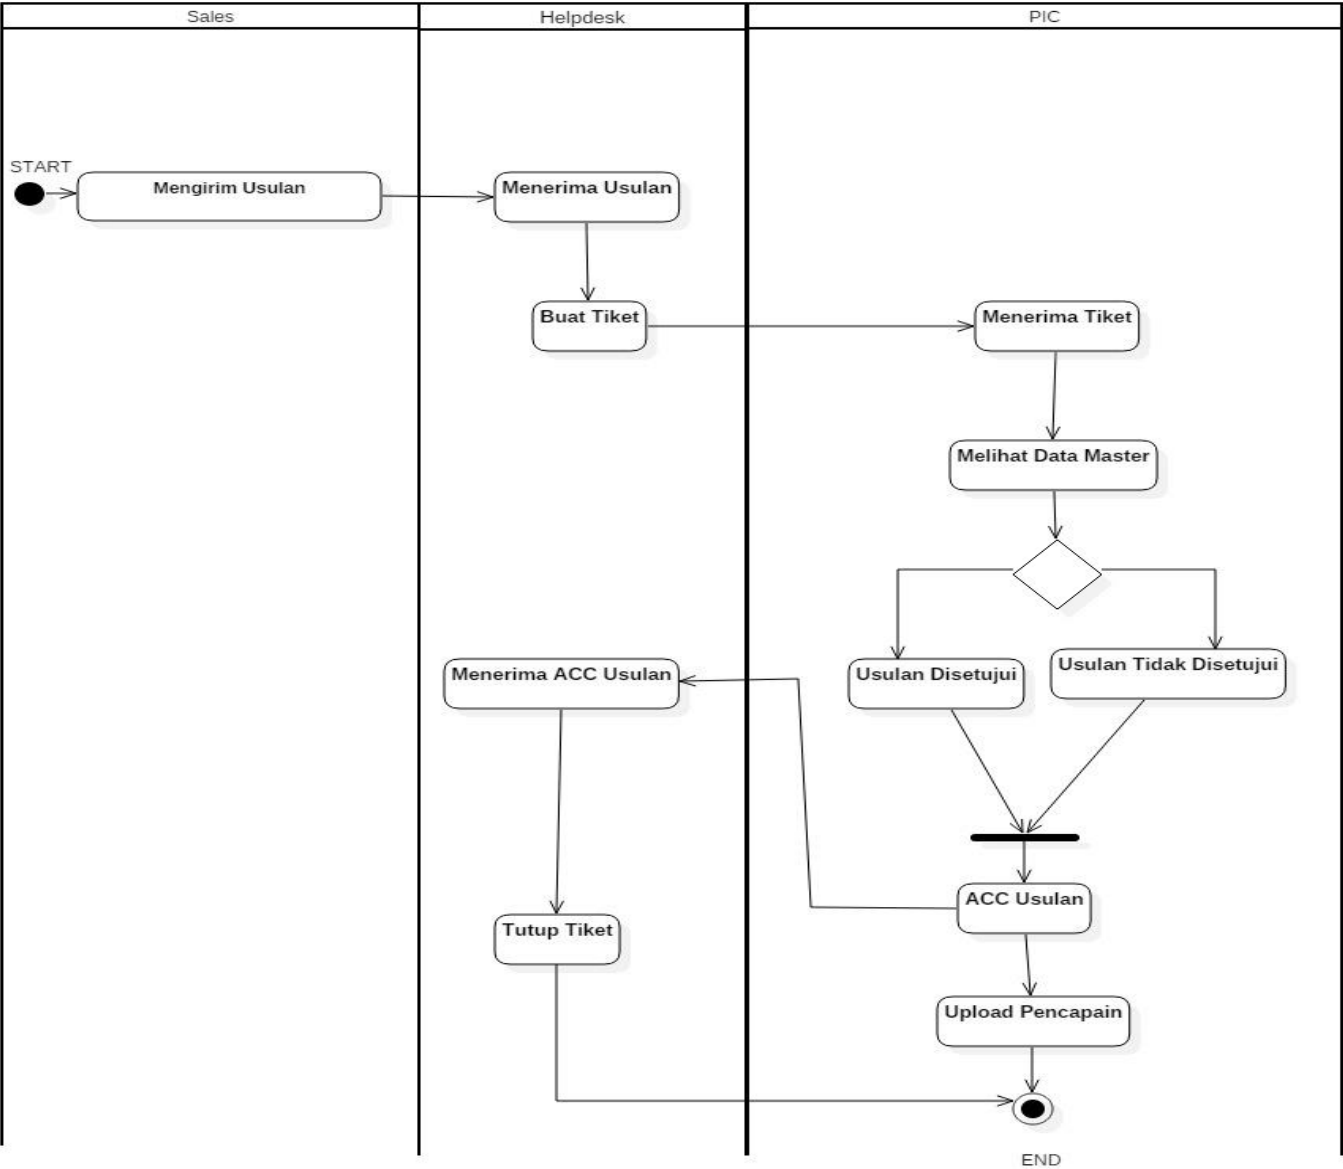 Sales
Helpdesk
PIC
START
Mengirim Usulan
Menerima Usulan
Buat Tiket
Menerima Tiket
Melihat Data Master
Menerima ACC Usulan
Usulan Disetujui
Usulan Tidak Disetujui
ACC Usulan
Tutup Tiket
Upload Pencapain
END